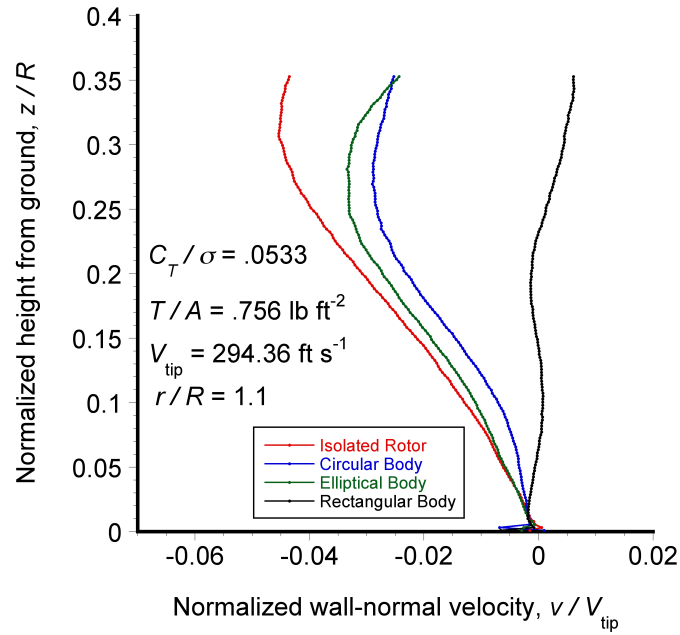 0.4
0.35
0.3
0.25
0.2
0.15
0.1
0.05
0
Normalized height from ground, z / R
C_T / σ = .0533
T / A = .756 lb ft⁻²
V_tip = 294.36 ft s⁻¹
r / R = 1.1
Isolated Rotor
Circular Body
Elliptical Body
Rectangular Body
-0.06 -0.04 -0.02 0 0.02
Normalized wall-normal velocity, v / V_tip